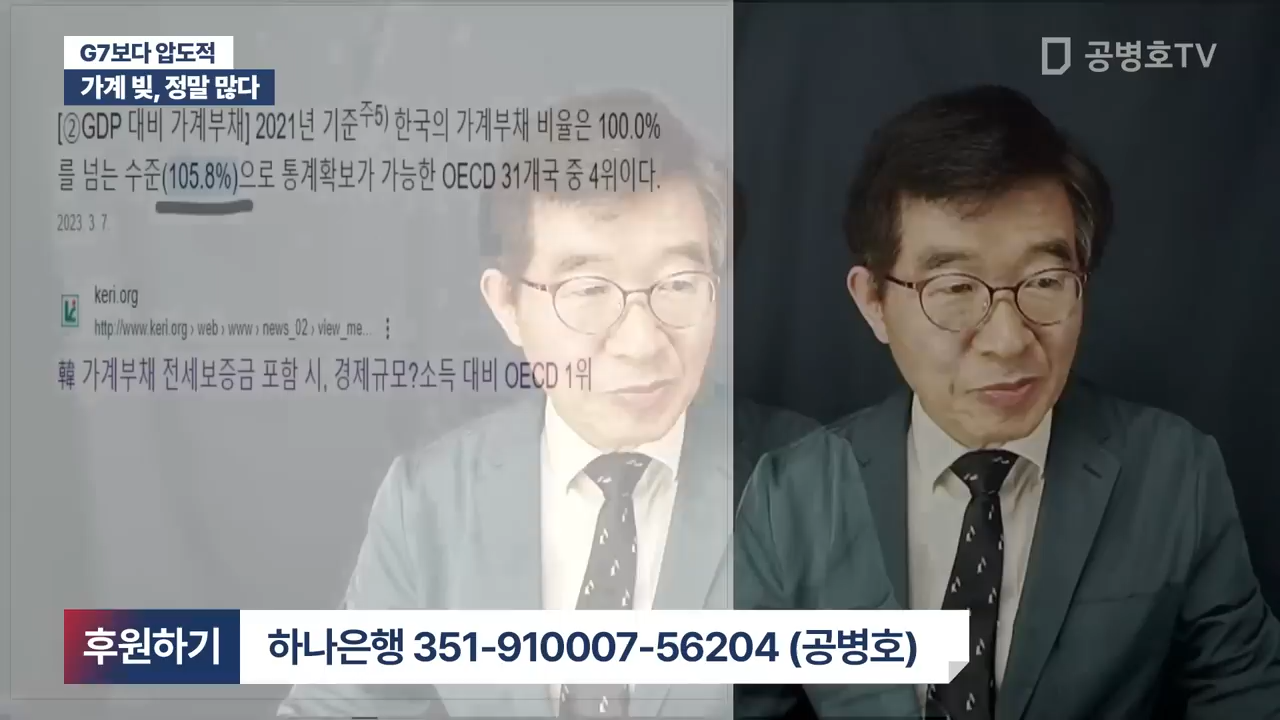 G7보다 압도적
가계 빚, 정말 많다
공병호TV
[②GDP 대비 가계부채] 2021년 기준주5) 한국의 가계부채 비율은 100.0%
를 넘는 수준(105.8%)으로 통계확보가 가능한 OECD 31개국 중 4위이다.
2023. 3. 7.
keri.org
http://www.keri.org › web › www › news_02 › view_me...
韓 가계부채 전세보증금 포함 시, 경제규모?소득 대비 OECD 1위
후원하기
하나은행 351-910007-56204 (공병호)